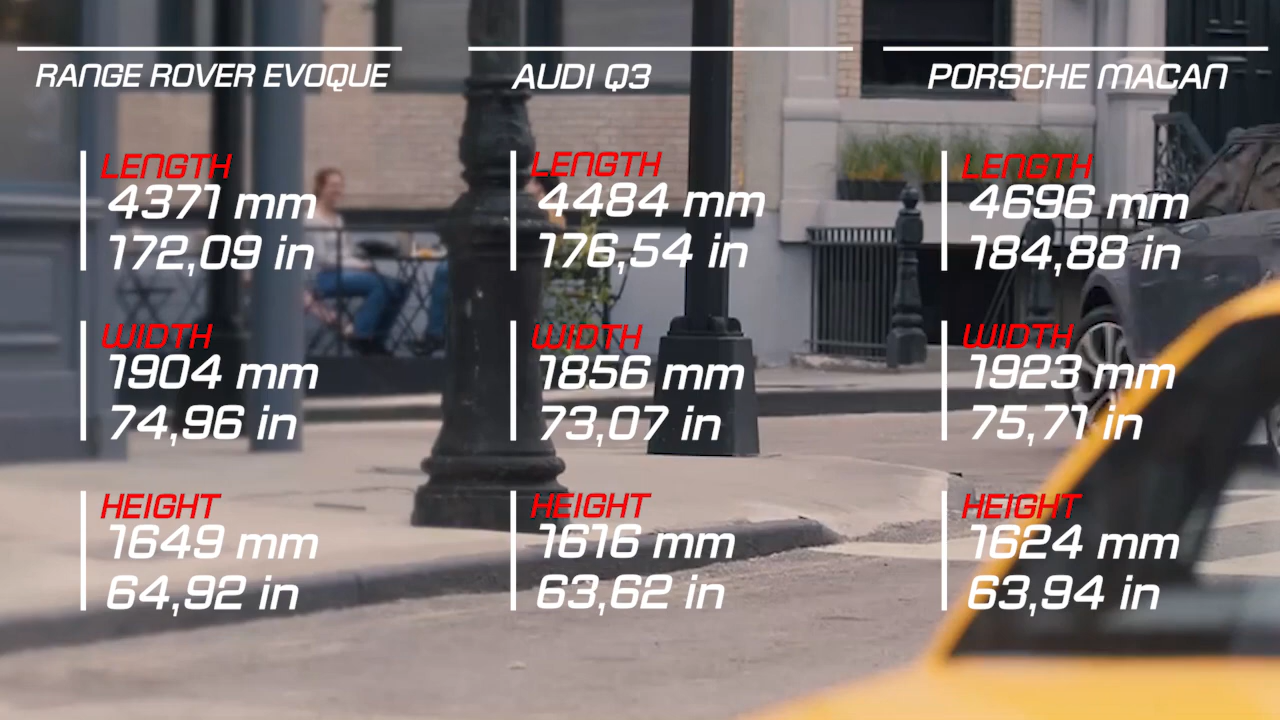 RANGE ROVER EVOQUE
LENGTH
4371 mm
172,09 in
WIDTH
1904 mm
74,96 in
HEIGHT
1649 mm
64,92 in
AUDI Q3
LENGTH
4484 mm
176,54 in
WIDTH
1856 mm
73,07 in
HEIGHT
1616 mm
63,62 in
PORSCHE MACAN
LENGTH
4696 mm
184,88 in
WIDTH
1923 mm
75,71 in
HEIGHT
1624 mm
63,94 in